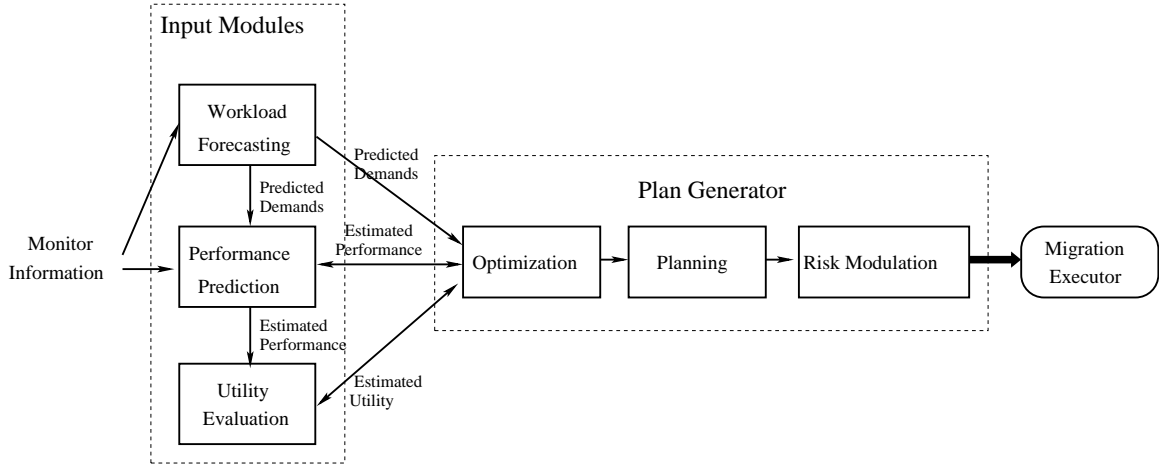 Input Modules
Workload
Forecasting
Predicted
Demands
Predicted
Demands
Plan Generator
Monitor
Information
Performance
Prediction
Estimated
Performance
Optimization
Planning
Risk Modulation
Migration
Executor
Estimated
Performance
Utility
Evaluation
Estimated
Utility